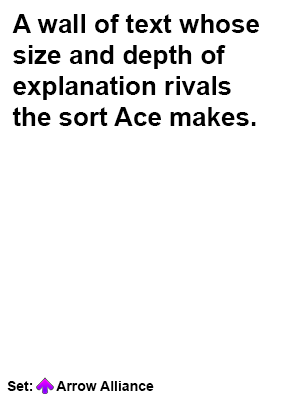 A wall of text whose
size and depth of
explanation rivals
the sort Ace makes.
Set: Arrow Alliance